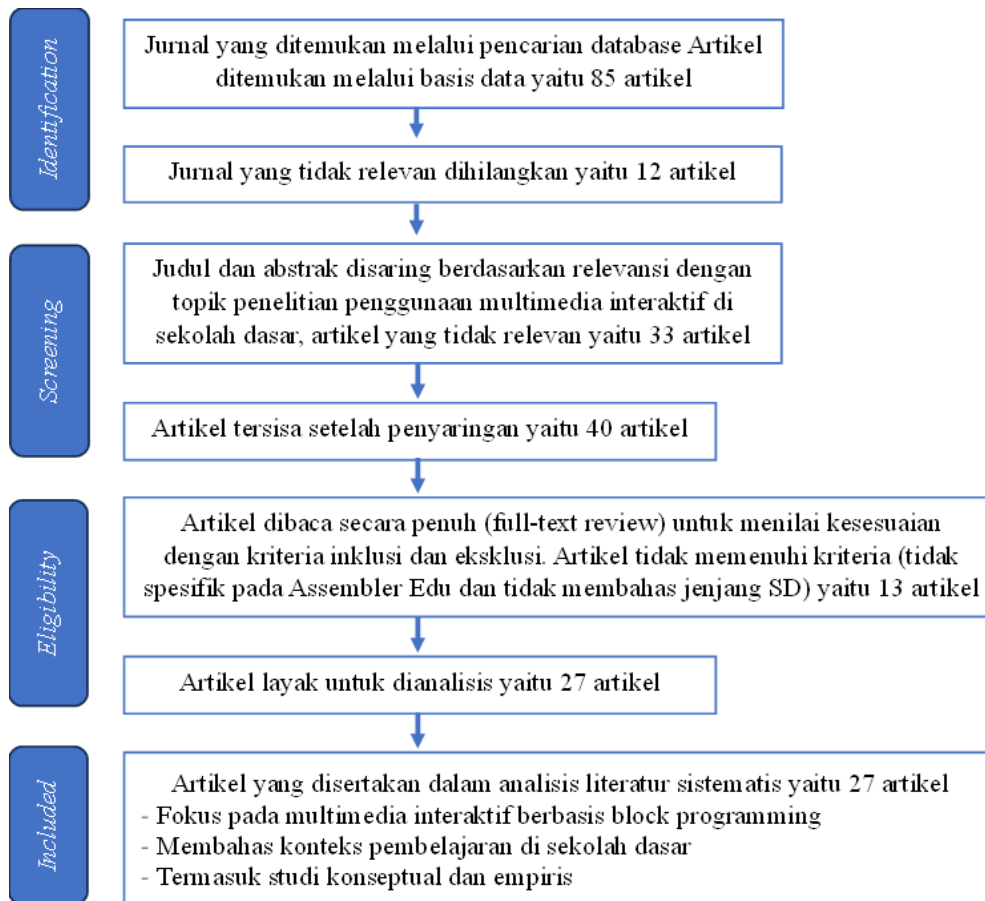 Identification
Jurnal yang ditemukan melalui pencarian database Artikel
ditemukan melalui basis data yaitu 85 artikel
Jurnal yang tidak relevan dihilangkan yaitu 12 artikel
Screening
Judul dan abstrak disaring berdasarkan relevansi dengan
topik penelitian penggunaan multimedia interaktif di
sekolah dasar, artikel yang tidak relevan yaitu 33 artikel
Artikel tersisa setelah penyaringan yaitu 40 artikel
Eligibility
Artikel dibaca secara penuh (full-text review) untuk menilai kesesuaian
dengan kriteria inklusi dan eksklusi. Artikel tidak memenuhi kriteria (tidak
spesifik pada Assembler Edu dan tidak membahas jenjang SD) yaitu 13 artikel
Artikel layak untuk dianalisis yaitu 27 artikel
Included
Artikel yang disertakan dalam analisis literatur sistematis yaitu 27 artikel
- Fokus pada multimedia interaktif berbasis block programming
- Membahas konteks pembelajaran di sekolah dasar
- Termasuk studi konseptual dan empiris